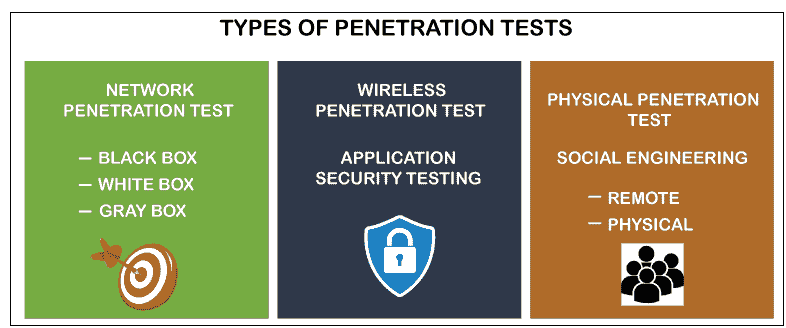 TYPES OF PENETRATION TESTS
NETWORK
PENETRATION TEST
— BLACK BOX
— WHITE BOX
— GRAY BOX
WIRELESS
PENETRATION TEST
APPLICATION
SECURITY TESTING
PHYSICAL PENETRATION
TEST
SOCIAL ENGINEERING
— REMOTE
— PHYSICAL